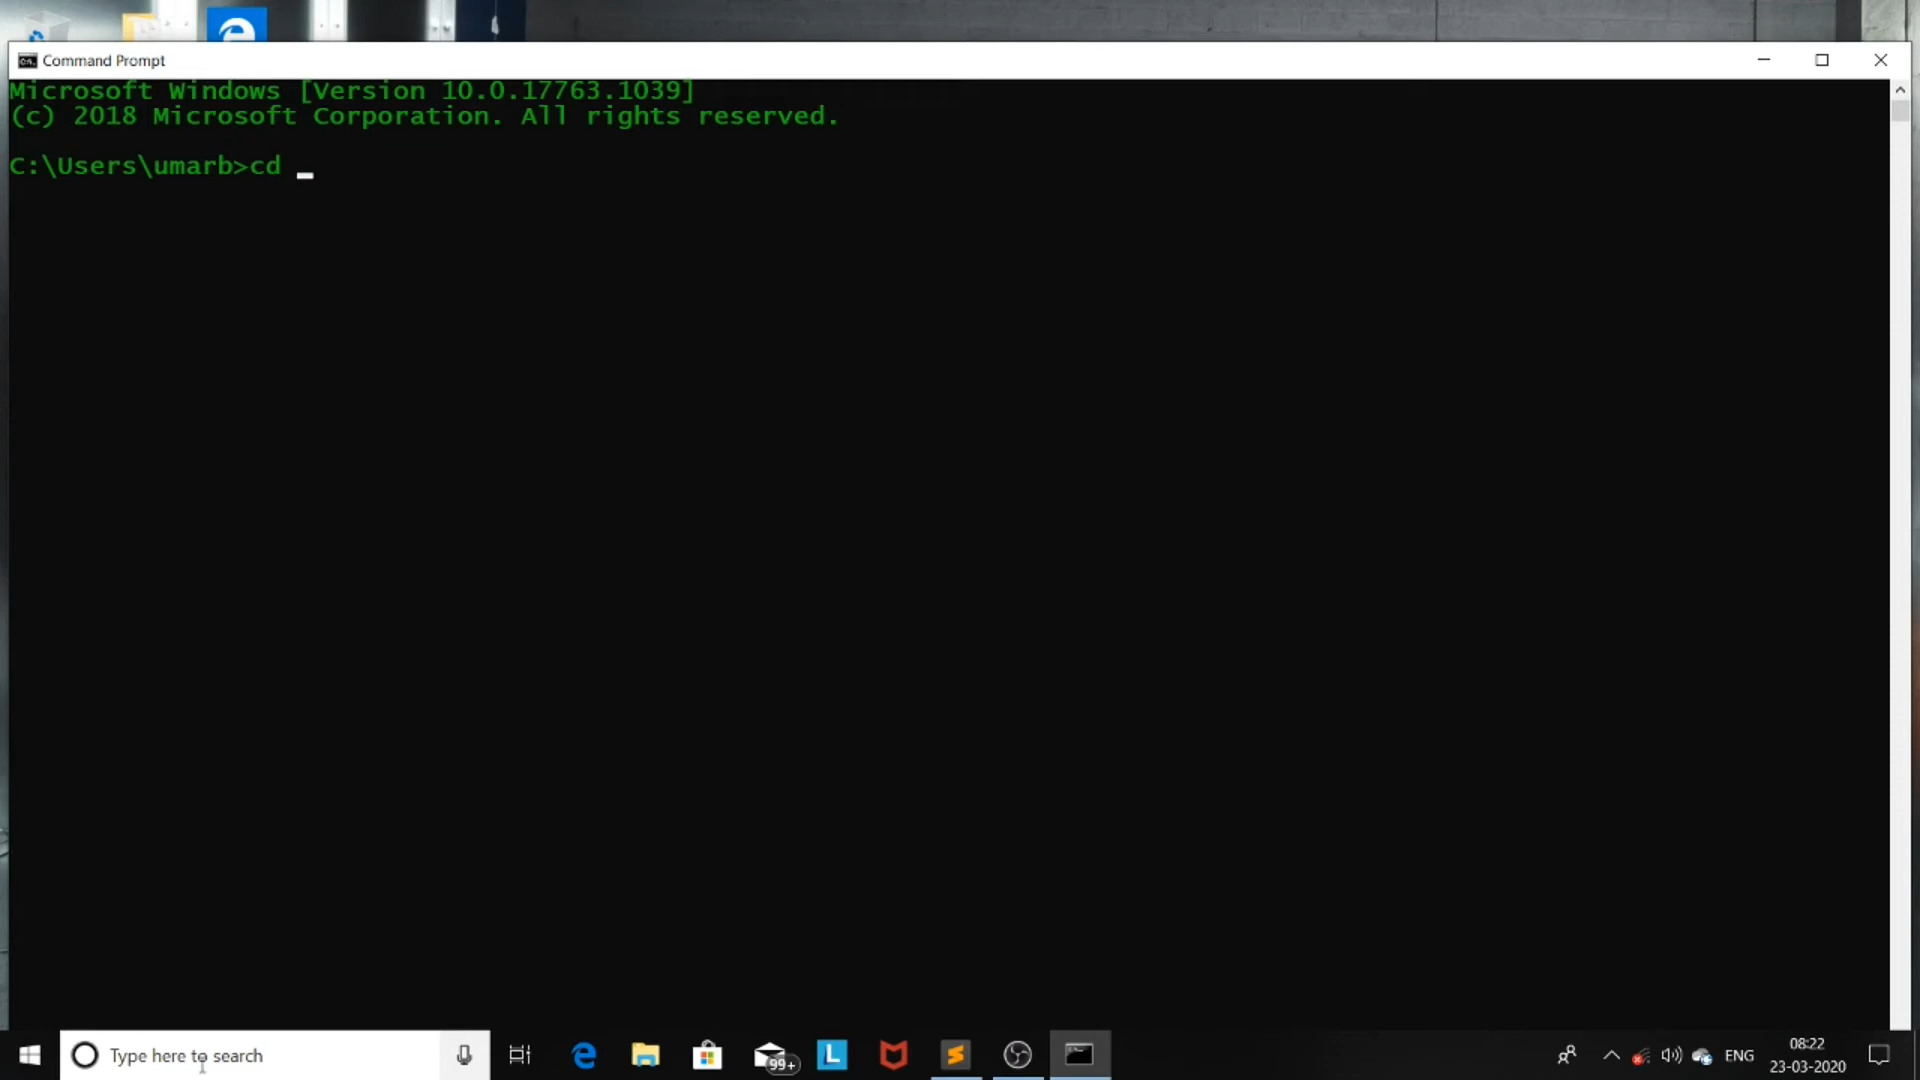 Command Prompt
Microsoft Windows [Version 10.0.17763.1039]
(c) 2018 Microsoft Corporation. All rights reserved.
C:\Users\umarb>cd _
Type here to search
99+
L
S
ENG
08:22
23-03-2020